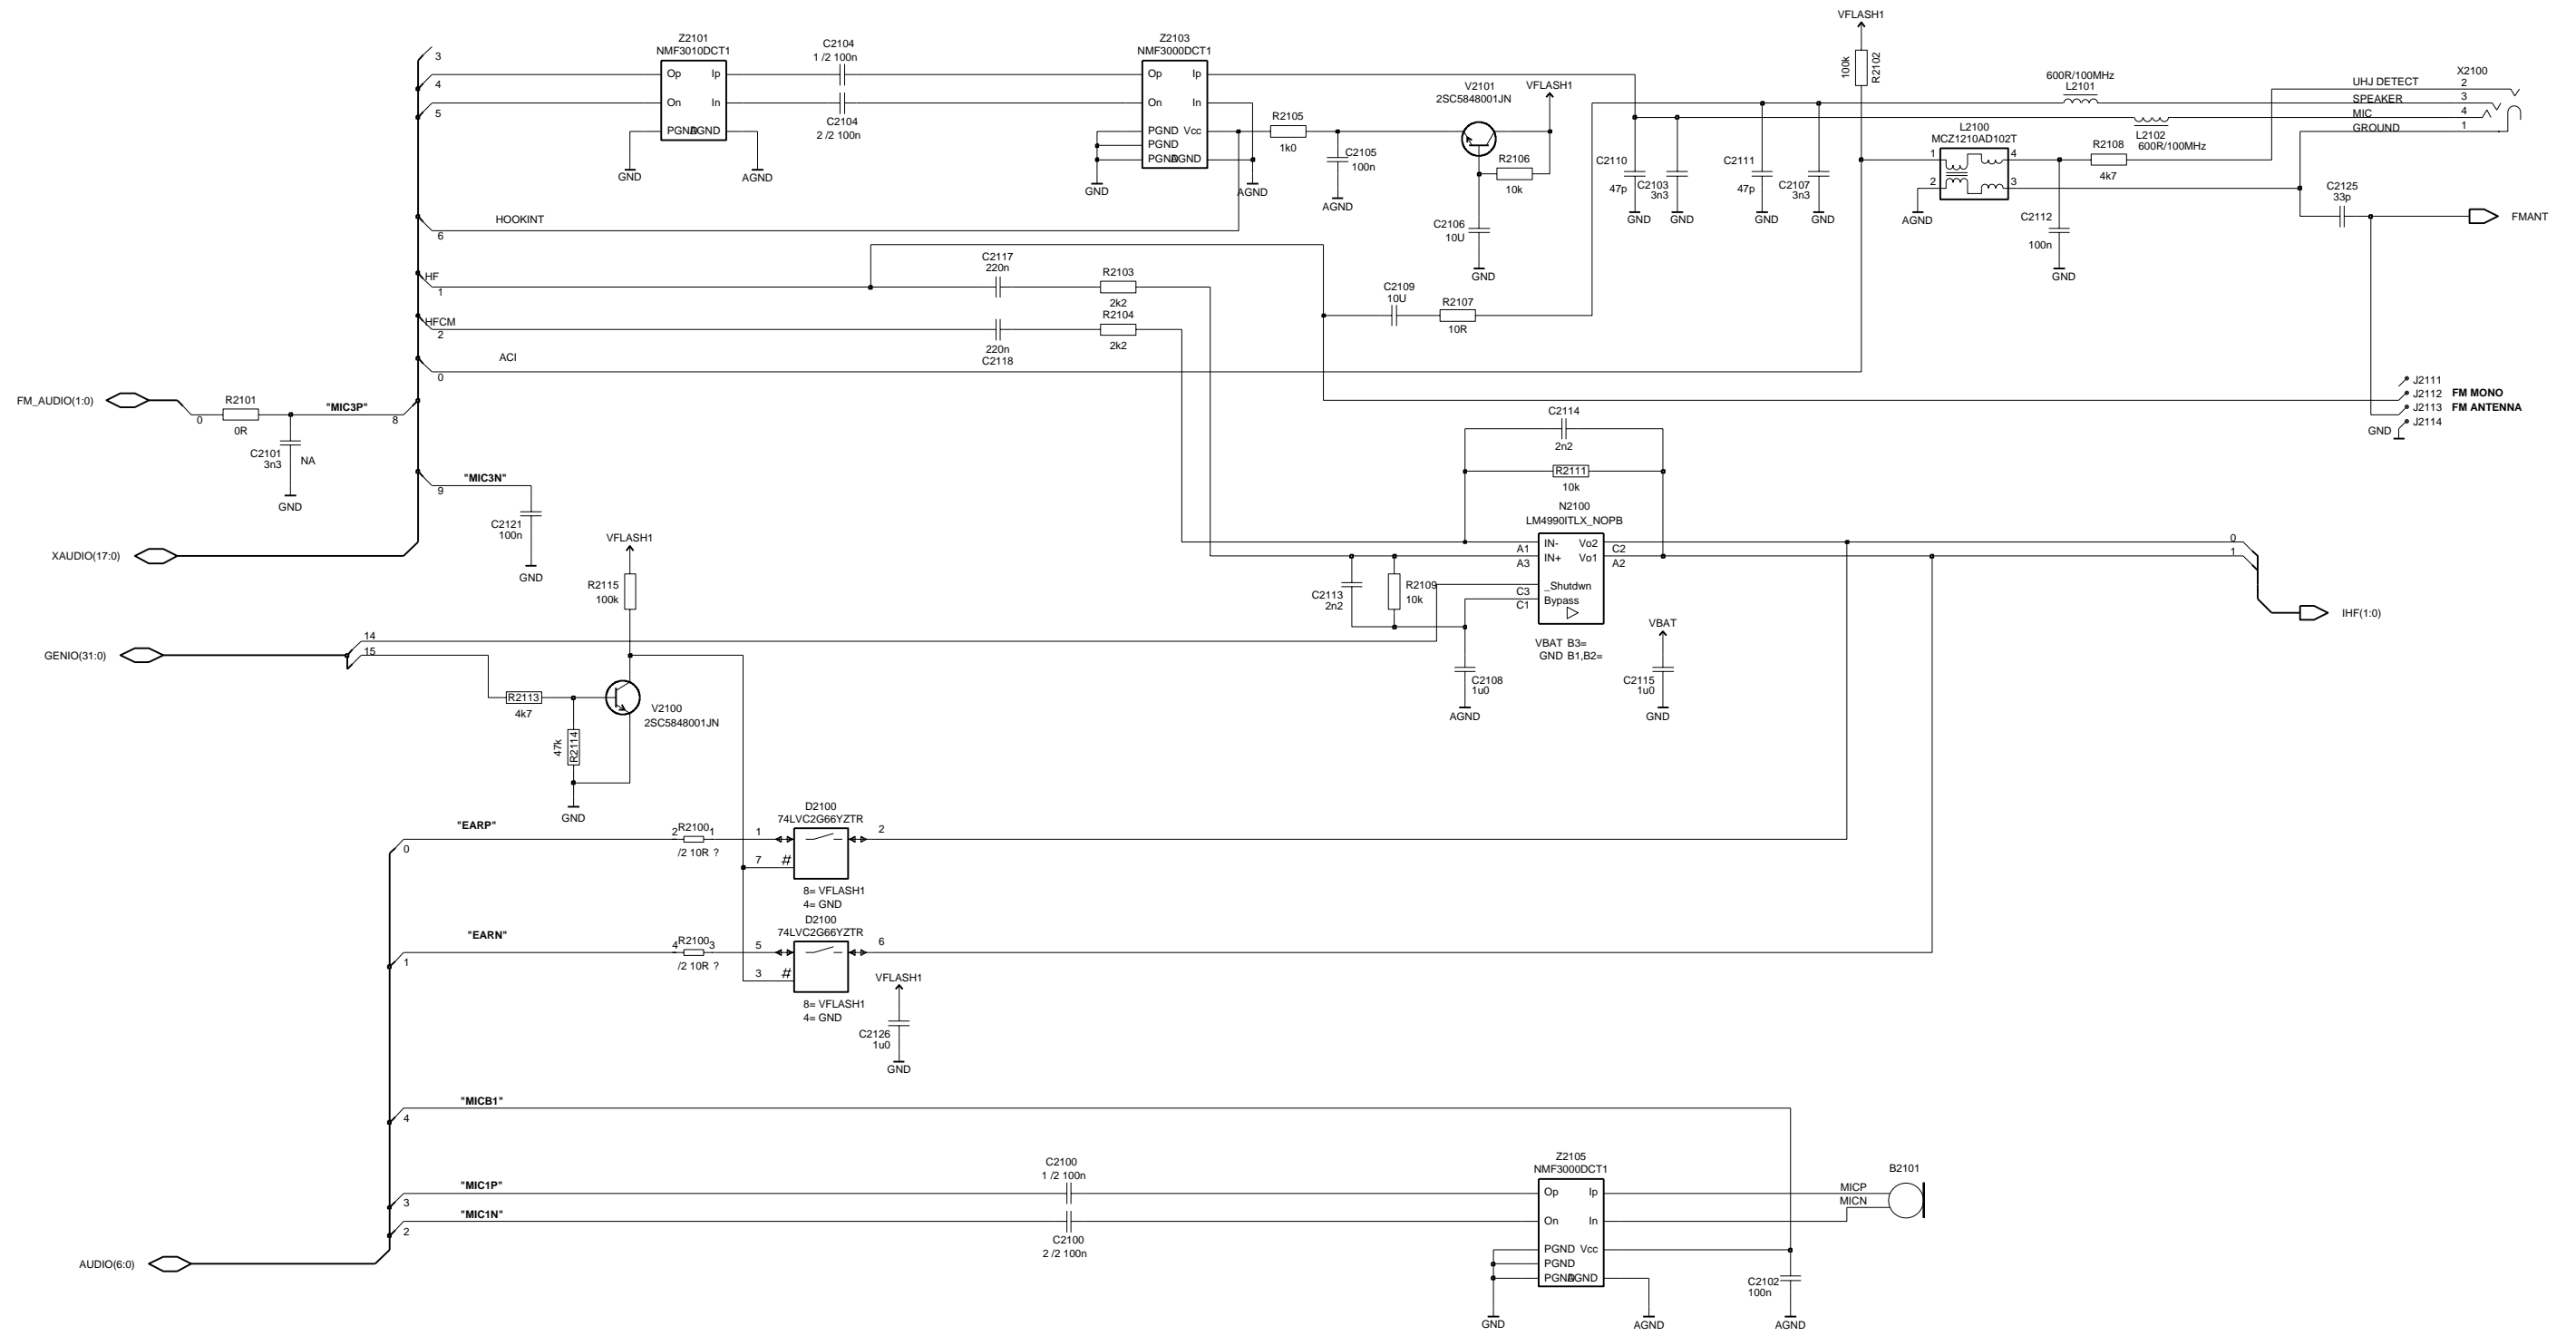 VFLASH1
Z2101
NMF3010DCT1
C2104
1 /2 100n
Z2103
NMF3000DCT1
3
4
5
Op Ip
On In
PGND AGND
C2104
2 /2 100n
GND
AGND
Op Ip
On In
PGND Vcc
PGND
PGND AGND
GND
AGND
R2105
1k0
C2105
100n
AGND
V2101
2SC5848001JN
VFLASH1
R2106
10k
C2106
10U
GND
100k
R2102
C2110
47p
GND
C2103
3n3
GND
C2111
47p
GND
C2107
3n3
GND
600R/100MHz
L2101
UHJ DETECT
SPEAKER
MIC
GROUND
X2100
2
3
4
1
L2102
600R/100MHz
L2100
MCZ1210AD102T
1
2
4
3
AGND
R2108
4k7
C2112
100n
GND
C2125
33p
FMANT
HOOKINT
6
HF
1
C2117
220n
R2103
2k2
HFCM
2
R2104
2k2
220n
C2118
C2109
10U
R2107
10R
ACI
0
J2111
J2112 FM MONO
J2113 FM ANTENNA
J2114
GND
FM_AUDIO(1:0)
0
R2101
0R
"MIC3P"
8
C2101
3n3
NA
GND
"MIC3N"
9
C2121
100n
GND
XAUDIO(17:0)
C2114
2n2
R2111
10k
N2100
LM4990ITLX_NOPB
A1
A3
C3
C1
IN- Vo2
IN+ Vo1
_Shutdwn
Bypass
C2
A2
VBAT B3=
GND B1,B2=
C2113
2n2
R2109
10k
C2108
1u0
AGND
VBAT
C2115
1u0
GND
0
1
IHF(1:0)
VFLASH1
R2115
100k
GENIO(31:0)
14
15
R2113
4k7
V2100
2SC5848001JN
47k
R2114
GND
"EARP"
0
2 R2100 1
/2 10R ?
D2100
74LVC2G66YZTR
1
2
7
#
8= VFLASH1
4= GND
"EARN"
1
4 R2100 3
/2 10R ?
D2100
74LVC2G66YZTR
5
6
3
#
8= VFLASH1
4= GND
VFLASH1
C2126
1u0
GND
"MICB1"
4
"MIC1P"
3
C2100
1 /2 100n
"MIC1N"
2
C2100
2 /2 100n
AUDIO(6:0)
Z2105
NMF3000DCT1
Op Ip
On In
PGND Vcc
PGND
PGND AGND
GND
AGND
MICP
MICN
B2101
C2102
100n
AGND